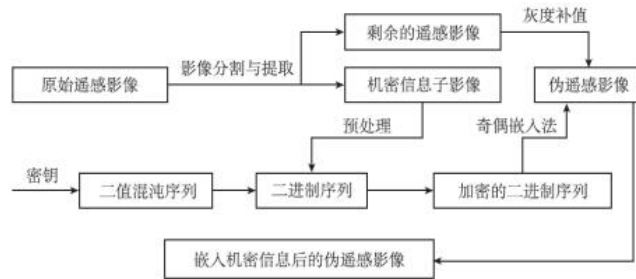 剩余的遥感影像
灰度补值
原始遥感影像
影像分割与提取
机密信息子影像
伪遥感影像
预处理
奇偶嵌入法
密钥
二值混沌序列
二进制序列
加密的二进制序列
嵌入机密信息后的伪遥感影像